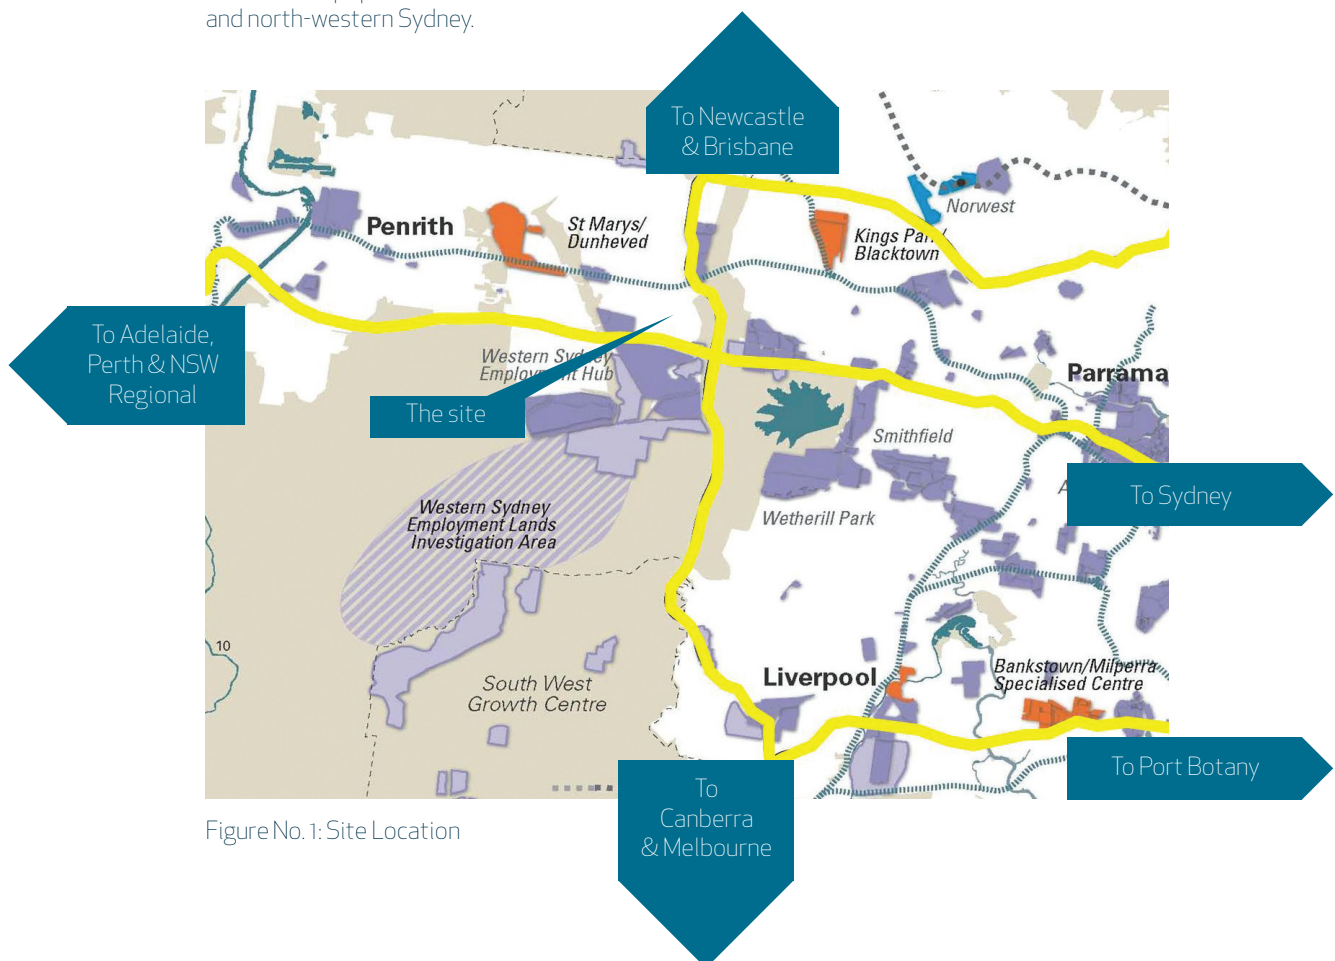 and north-western Sydney.
To Newcastle
& Brisbane
Norwest
Penrith
St Marys/
Dunheved
Kings Park/
Blacktown
To Adelaide,
Perth & NSW
Regional
Western Sydney
Employment Hub
The site
Parrama
Smithfield
To Sydney
Wetherill Park
Western Sydney
Employment Lands
Investigation Area
10
South West
Growth Centre
Liverpool
Bankstown/Milperra
Specialised Centre
To Port Botany
To
Canberra
& Melbourne
Figure No. 1: Site Location